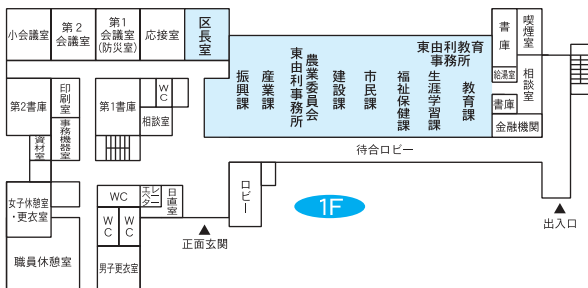 小会議室
第2
会議室
第1
会議室
(防災室)
応接室
区長室
振興課
産業課
東由利事務所
農業委員会
建設課
市民課
福祉保健課
東由利教育
事務所
生涯学習課
教育課
書庫
喫煙室
給湯室
相談室
書庫
金融機関
第2書庫
印刷室
事務機器室
資材室
第1書庫
WC
相談室
待合ロビー
女子休憩室
・更衣室
職員休憩室
WC
エレベーター
日直室
WC
WC
男子更衣室
正面玄関
ロビー
1F
出入口